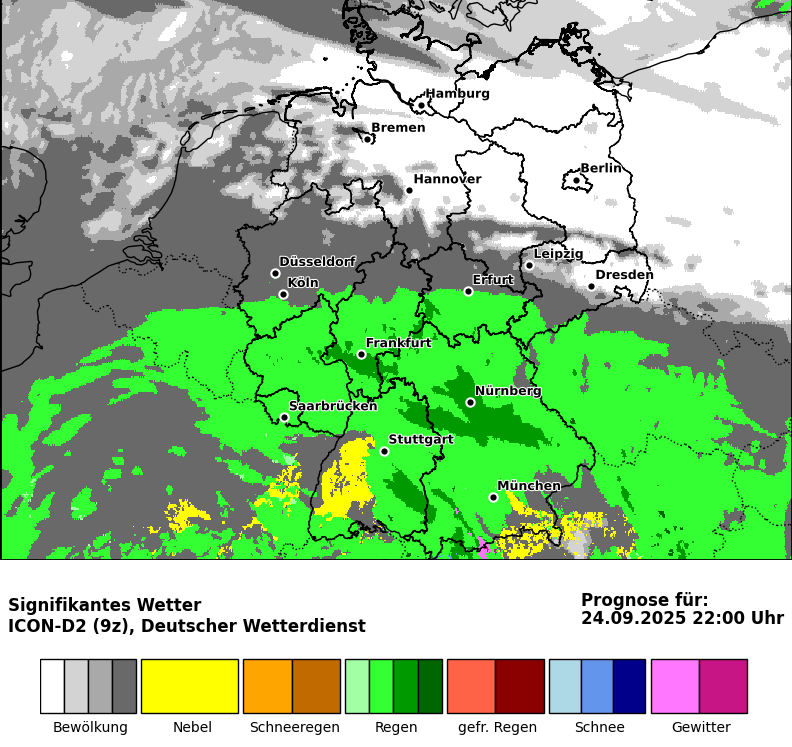 Hamburg
Bremen
Berlin
Hannover
Leipzig
Düsseldorf
Dresden
Köln
Erfurt
Frankfurt
Nürnberg
Saarbrücken
Stuttgart
München
Signifikantes Wetter
ICON-D2 (9z), Deutscher Wetterdienst
Prognose für:
24.09.2025 22:00 Uhr
Bewölkung Nebel Schneeregen Regen gefr. Regen Schnee Gewitter